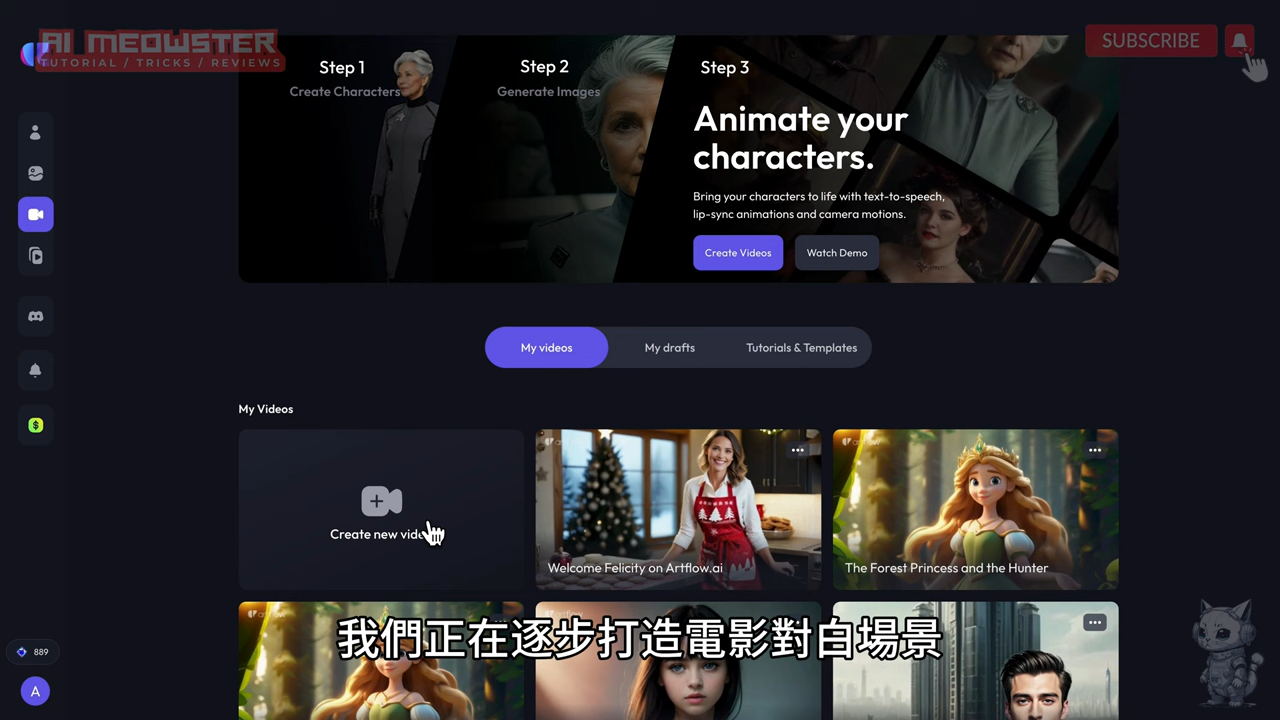 AI MEOWSTER
TUTORIAL / TRICKS / REVIEWS
SUBSCRIBE
Step 1
Create Characters
Step 2
Generate Images
Step 3
Animate your
characters.
Bring your characters to life with text-to-speech,
lip-sync animations and camera motions.
Create Videos
Watch Demo
My videos
My drafts
Tutorials & Templates
My Videos
Create new
Welcome Felicity on Artflow.ai
The Forest Princess and the Hunter
889
A
我們正在逐步打造電影對白場景